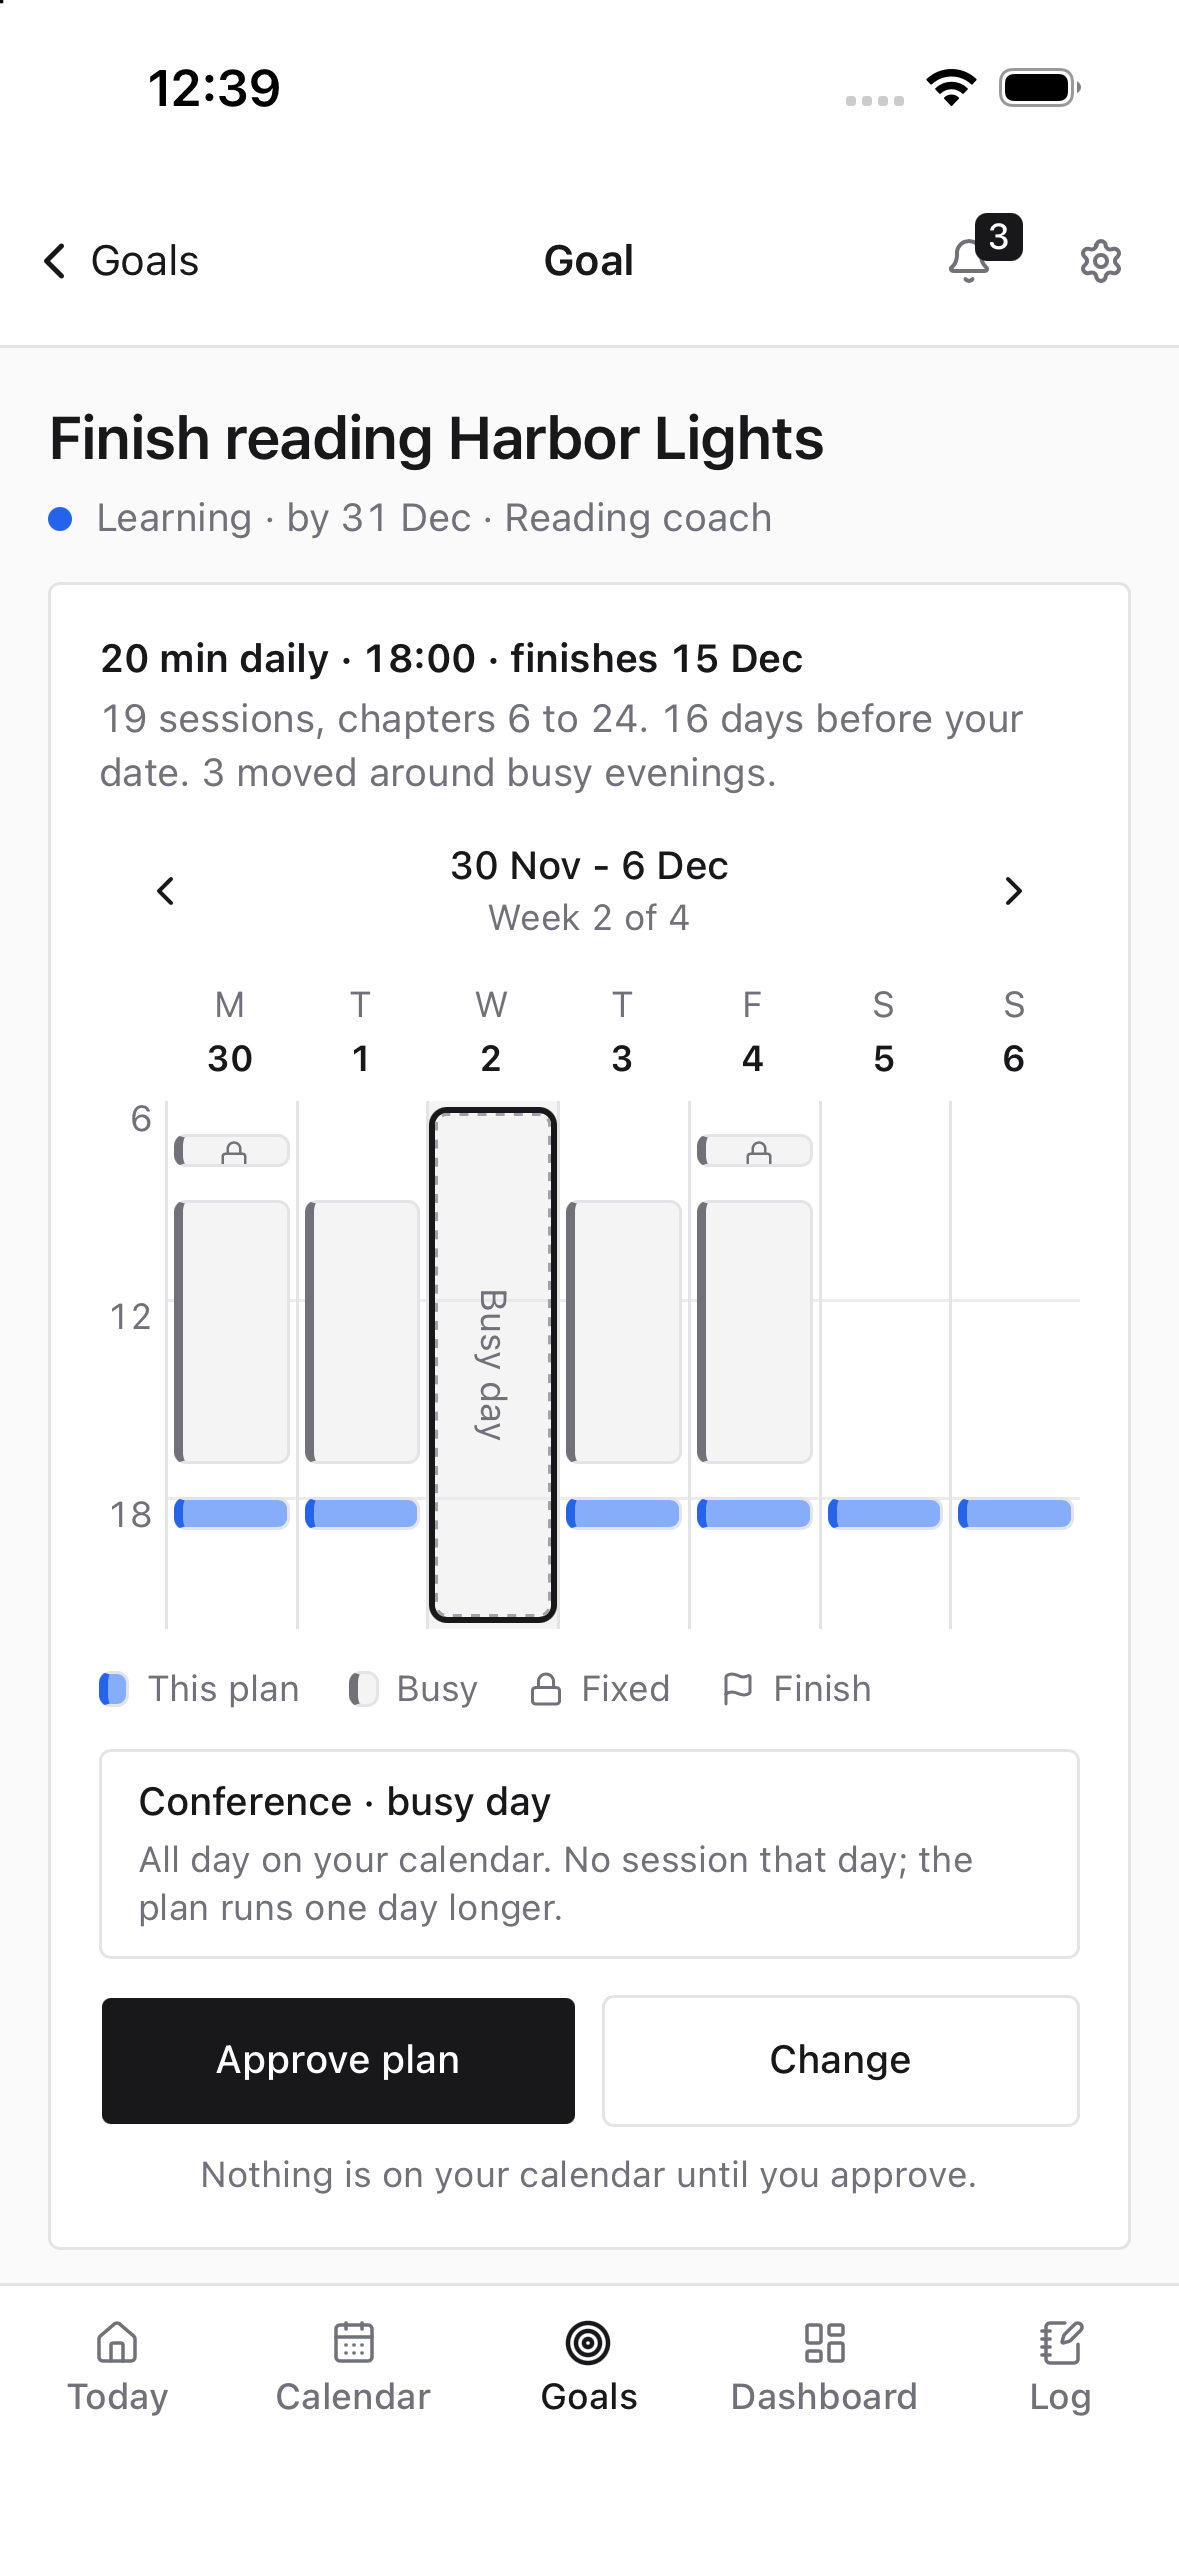 12:39
Goals
Goal
3
Finish reading Harbor Lights
Learning · by 31 Dec · Reading coach
20 min daily · 18:00 · finishes 15 Dec
19 sessions, chapters 6 to 24. 16 days before your
date. 3 moved around busy evenings.
30 Nov - 6 Dec
Week 2 of 4
M T W T F S S
30 1 2 3 4 5 6
6
12
18
Busy day
This plan Busy Fixed Finish
Conference · busy day
All day on your calendar. No session that day; the
plan runs one day longer.
Approve plan Change
Nothing is on your calendar until you approve.
Today Calendar Goals Dashboard Log